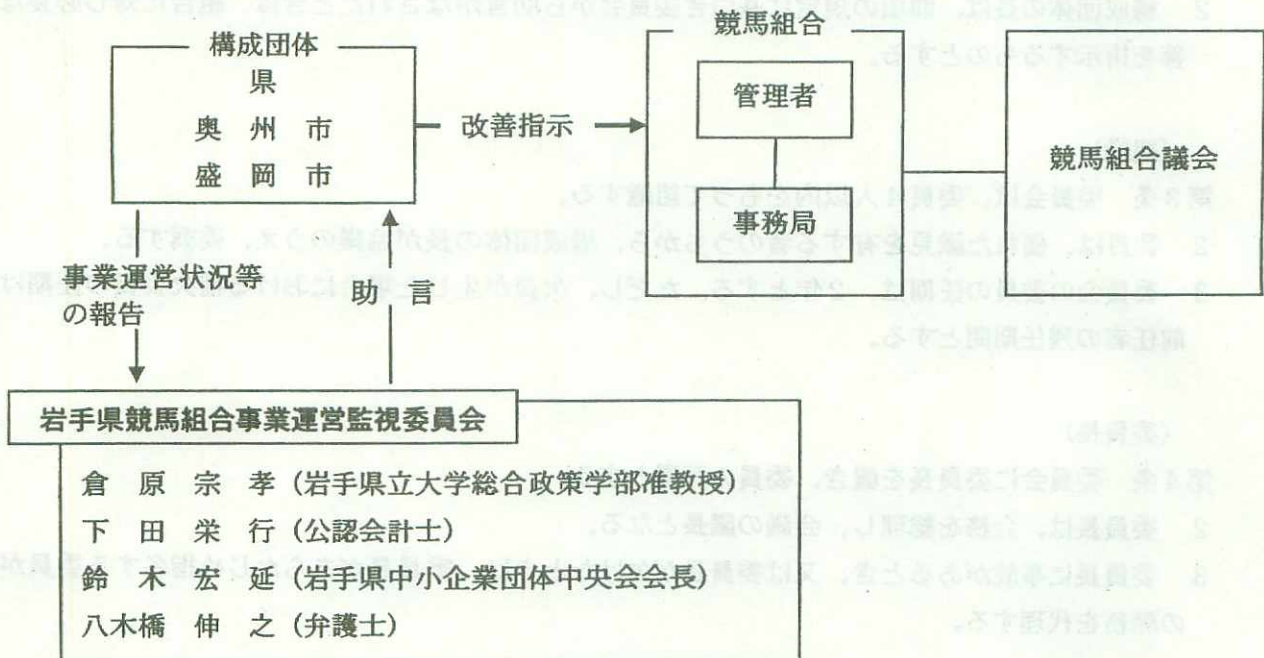 構成団体
県
奥 州 市
盛 岡 市
改善指示
競馬組合
管理者
事務局
競馬組合議会
事業運営状況等
の報告
助 言
岩手県競馬組合事業運営監視委員会
倉 原 宗 孝 (岩手県立大学総合政策学部准教授)
下 田 栄 行 (公認会計士)
鈴 木 宏 延 (岩手県中小企業団体中央会会長)
八木橋 伸 之 (弁護士)